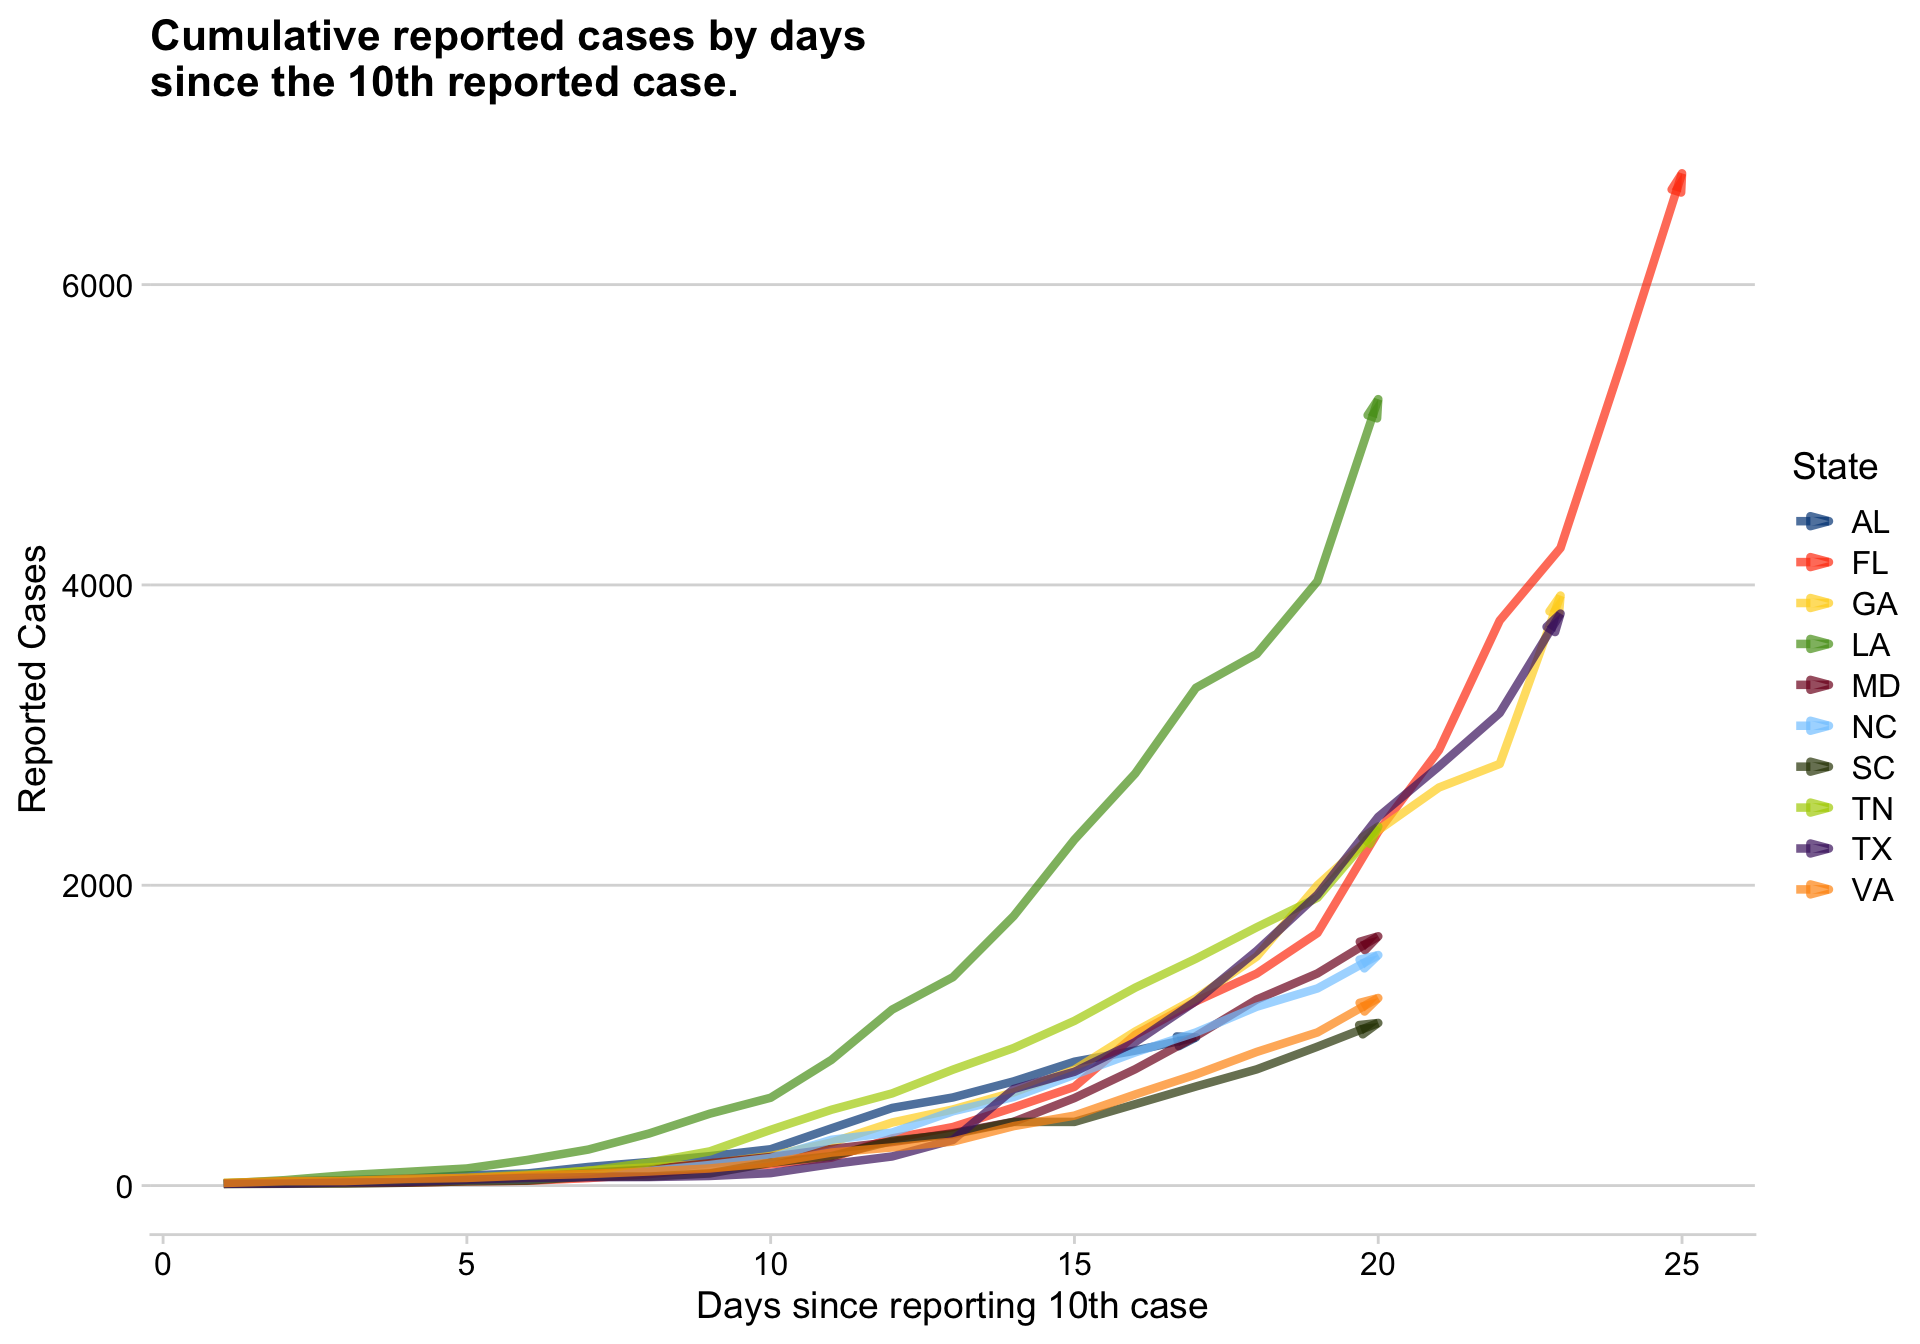 Cumulative reported cases by days
since the 10th reported case.
Reported Cases
6000
4000
2000
0
0 5 10 15 20 25
Days since reporting 10th case
State
AL
FL
GA
LA
MD
NC
SC
TN
TX
VA